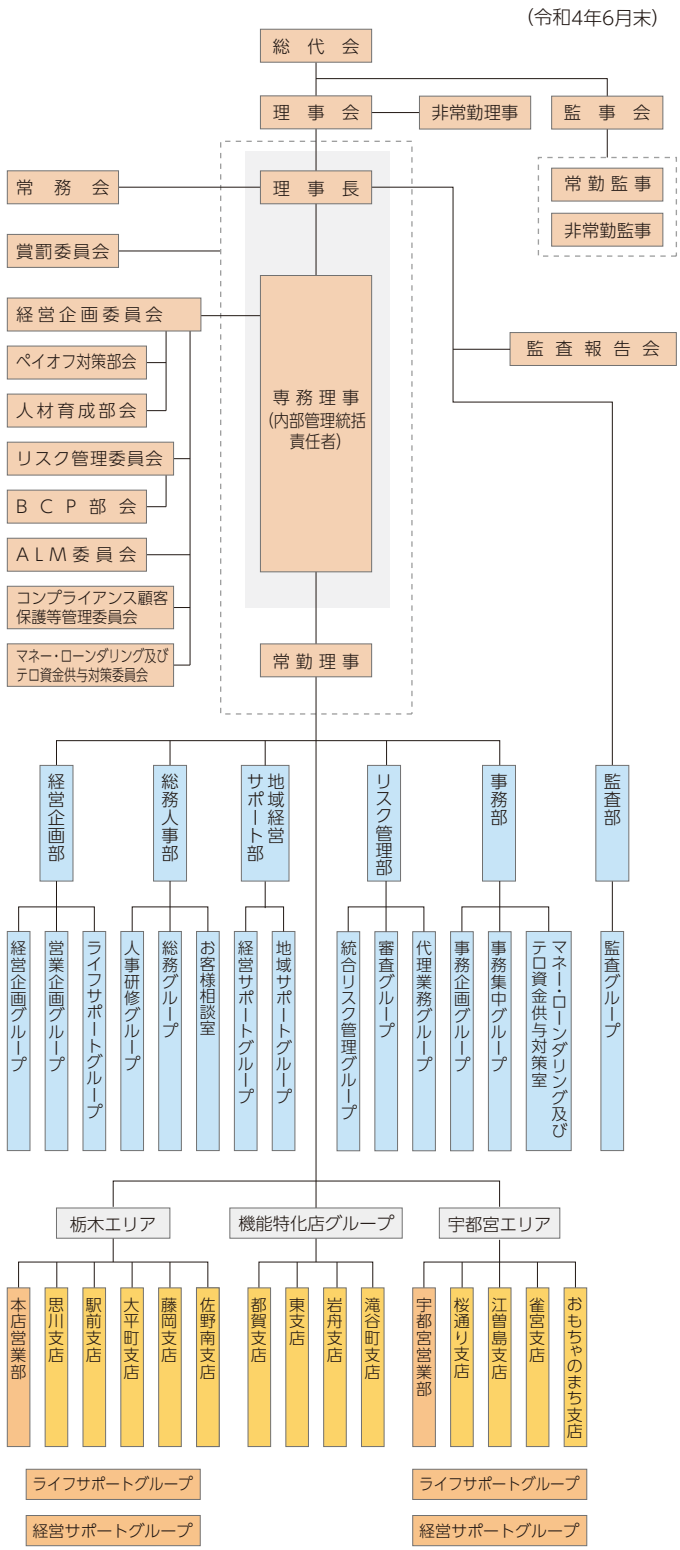 (令和4年6月末)
総代会
理事会
非常勤理事
監事会
常務会
理事長
常勤監事
非常勤監事
賞罰委員会
経営企画委員会
監査報告会
ペイオフ対策部会
人材育成部会
専務理事
(内部管理統括
責任者)
リスク管理委員会
BCP部会
ALM委員会
コンプライアンス顧客
保護等管理委員会
マネー・ローンダリング及び
テロ資金供与対策委員会
常勤理事
経営企画部
総務人事部
地域経営
サポート部
リスク管理部
事務部
監査部
経営企画グループ
営業企画グループ
ライフサポートグループ
人事研修グループ
総務グループ
お客様相談室
経営サポートグループ
地域サポートグループ
統合リスク管理グループ
審査グループ
代理業務グループ
事務企画グループ
事務集中グループ
マネー・ローンダリング及び
テロ資金供与対策室
監査グループ
栃木エリア
機能特化店グループ
宇都宮エリア
本店営業部
思川支店
駅前支店
大平町支店
藤岡支店
佐野南支店
都賀支店
東支店
岩舟支店
滝谷町支店
宇都宮営業部
桜通り支店
江曽島支店
雀宮支店
おもちゃのまち支店
ライフサポートグループ
ライフサポートグループ
経営サポートグループ
経営サポートグループ